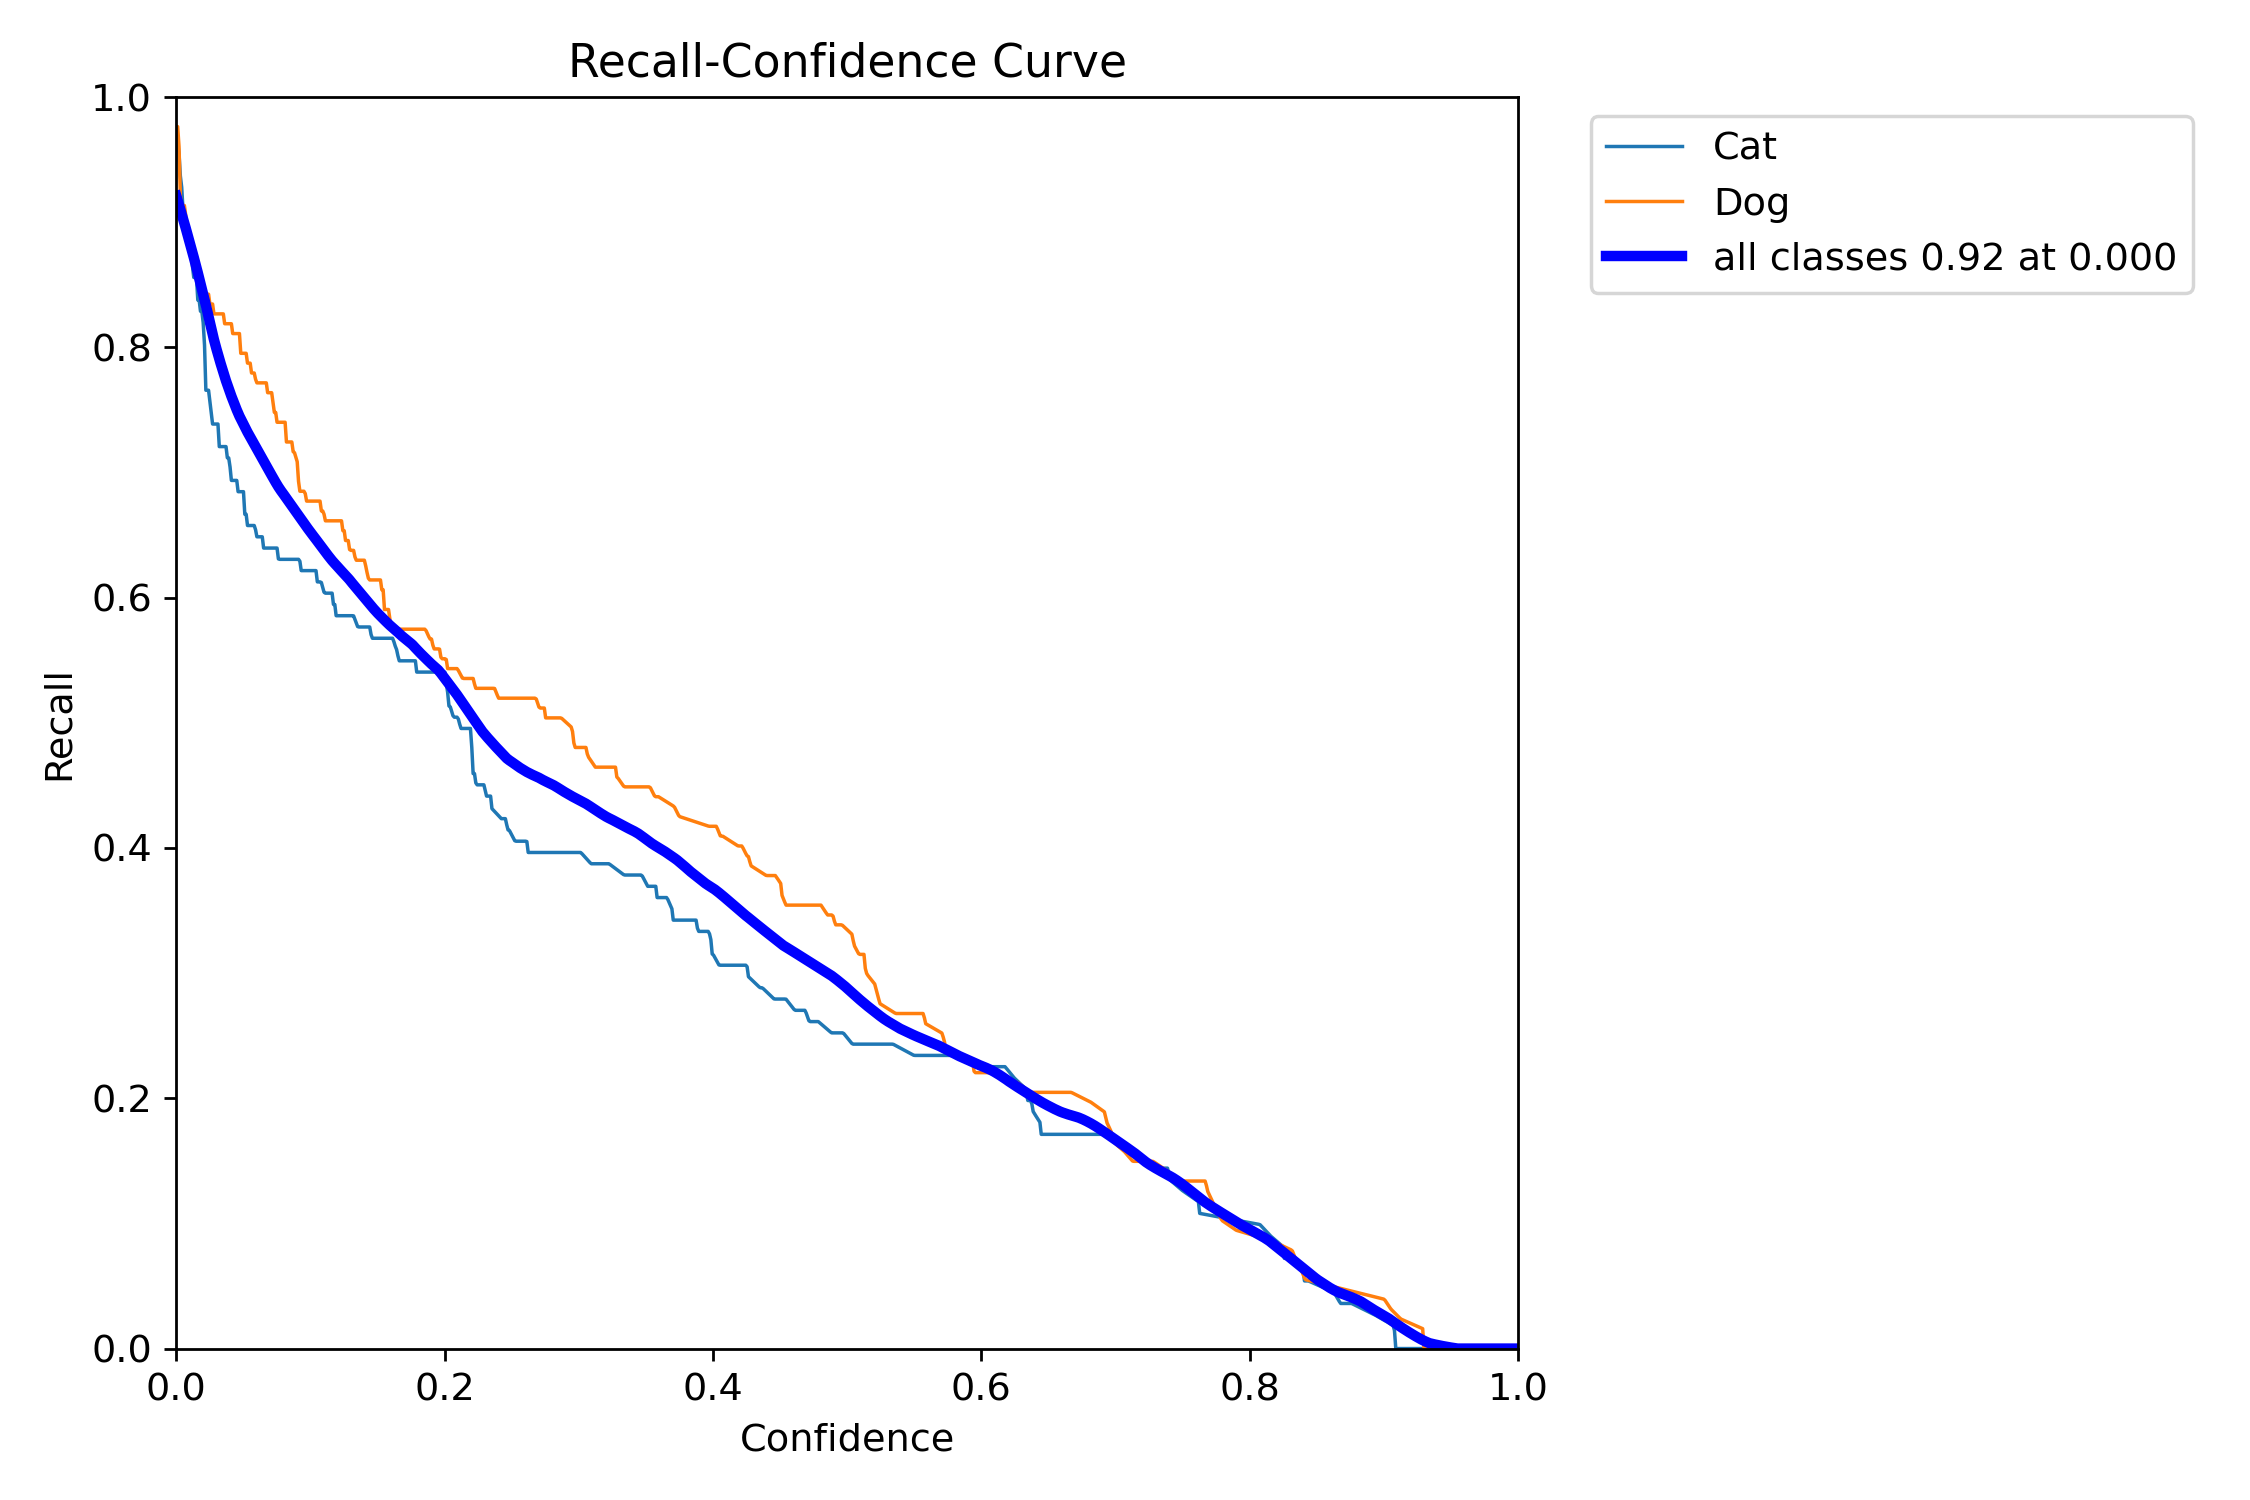 Recall-Confidence Curve
1.0
0.8
0.6
0.4
0.2
0.0
Recall
0.0 0.2 0.4 0.6 0.8 1.0
Confidence
Cat
Dog
all classes 0.92 at 0.000